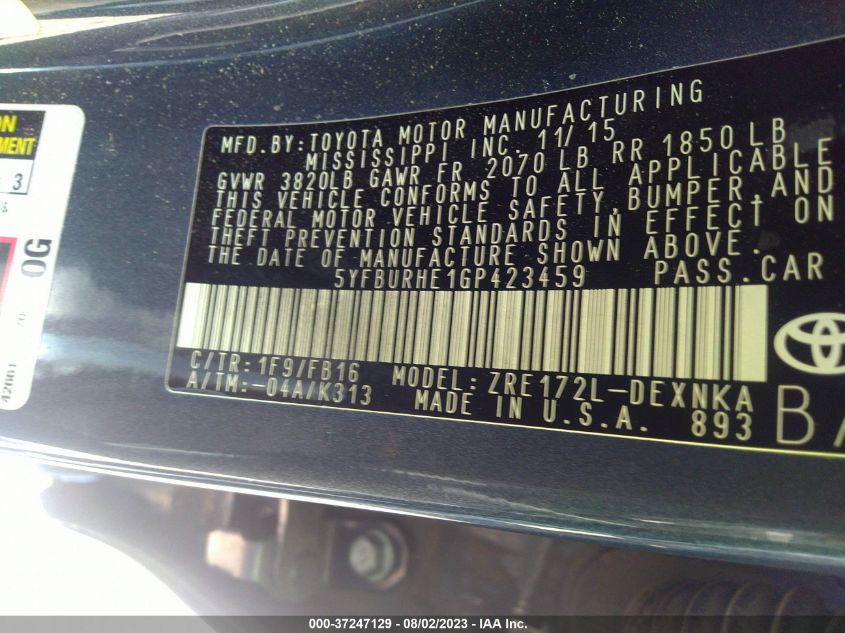 MFD.BY:TOYOTA MOTOR MANUFACTURING
MISSISSIPPI INC. 11/15
GVWR 3820LB GAWR FR 2070 LB RR 1850LB
THIS VEHICLE CONFORMS TO ALL APPLICABLE
FEDERAL MOTOR VEHICLE SAFETY,BUMPER,AND
THEFT PREVENTION STANDARDS IN EFFECT ON
THE DATE OF MANUFACTURE SHOWN ABOVE.
5YFBURHE1GP423459 PASS.CAR
C/TR:1F9/FB16 MODEL:ZRE172L-DEXNKA
A/TM:-04A/K313 MADE IN U.S.A. 893
3
&
OG
000-37247129 - 08/02/2023 - IAA Inc.